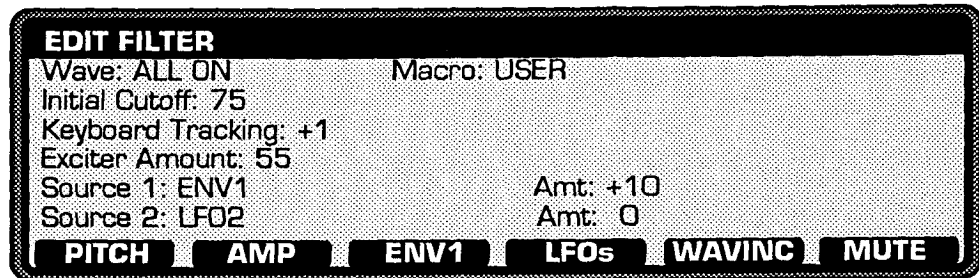 EDIT FILTER
Wave: ALL ON Macro: USER
Initial Cutoff: 75
Keyboard Tracking: +1
Exciter Amount: 55
Source 1: ENV1 Amt: +10
Source 2: LFO2 Amt: 0
PITCH AMP ENV1 LFOs WAVINC MUTE